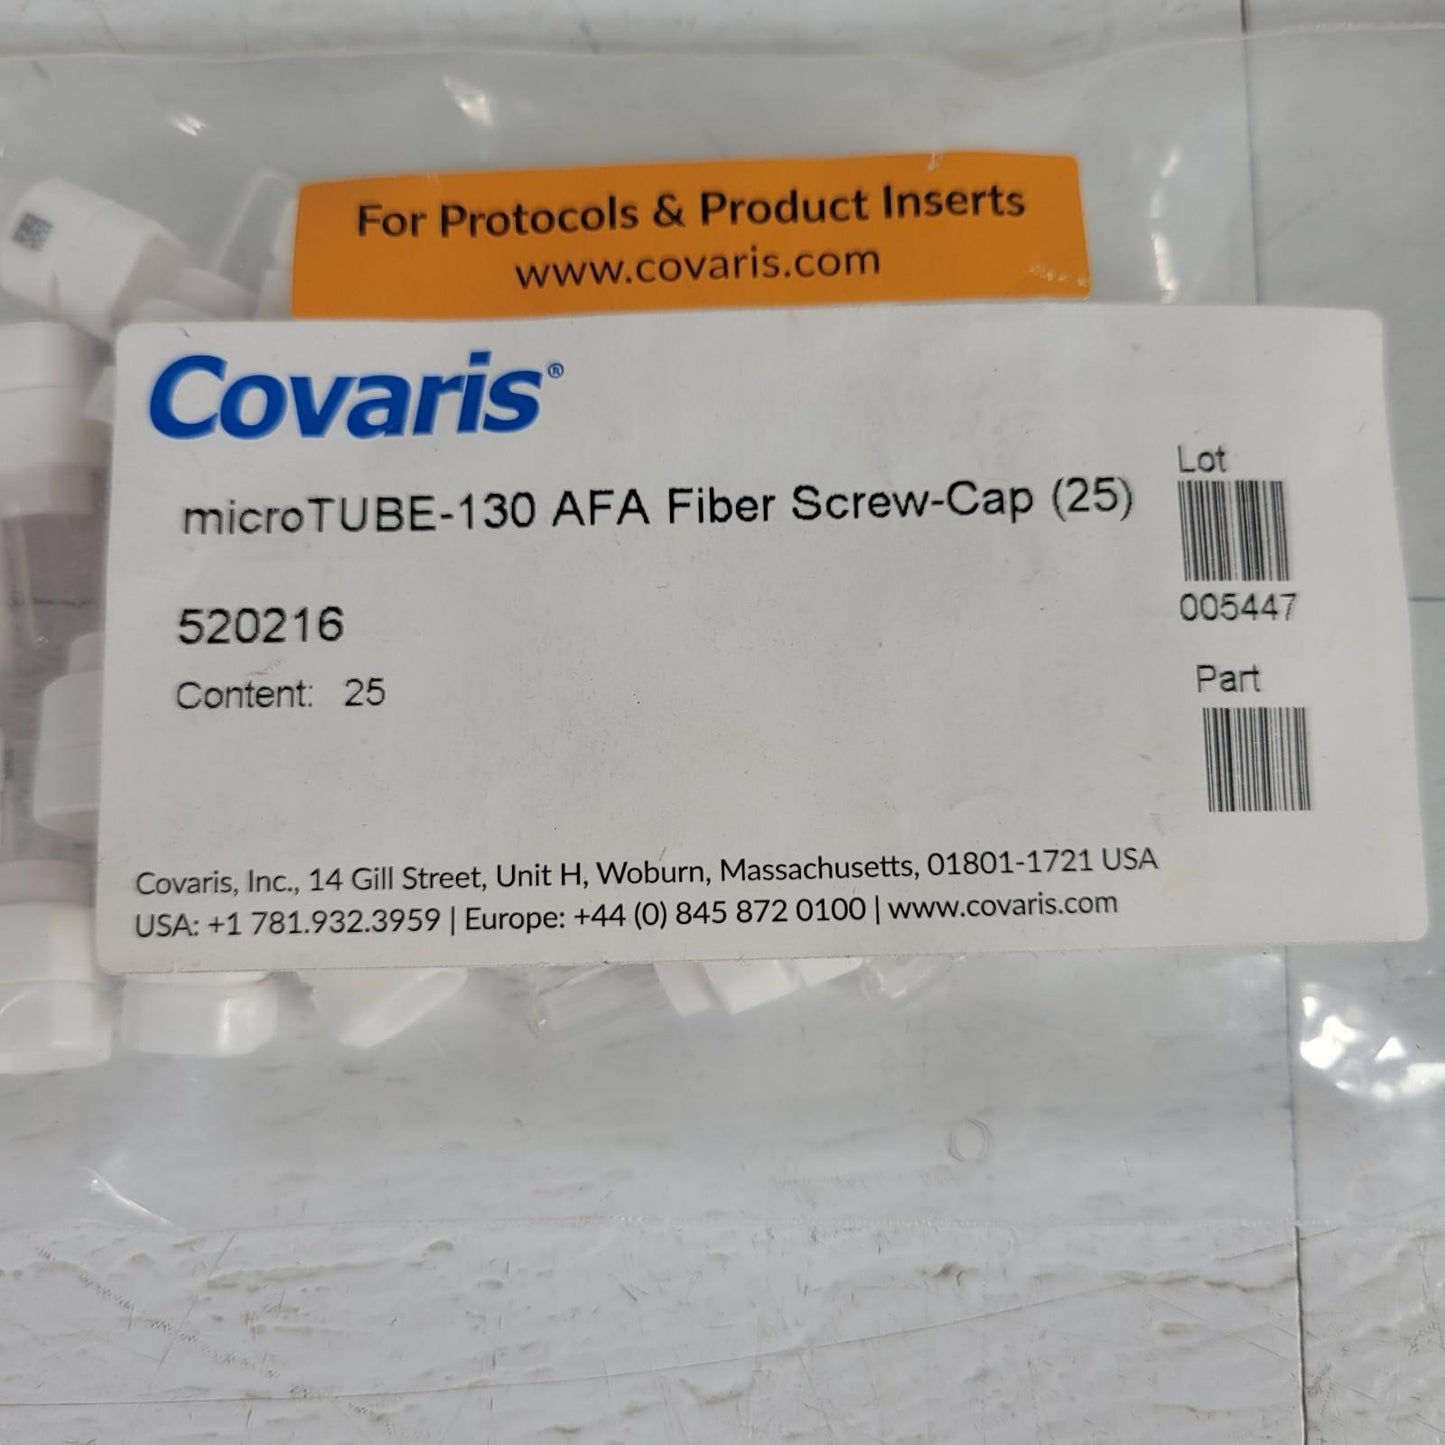 For Protocols & Product Inserts
www.covaris.com
Covaris®
microTUBE-130 AFA Fiber Screw-Cap (25)
520216
Content: 25
Lot
005447
Part
Covaris, Inc., 14 Gill Street, Unit H, Woburn, Massachusetts, 01801-1721 USA
USA: +1 781.932.3959 | Europe: +44 (0) 845 872 0100 | www.covaris.com